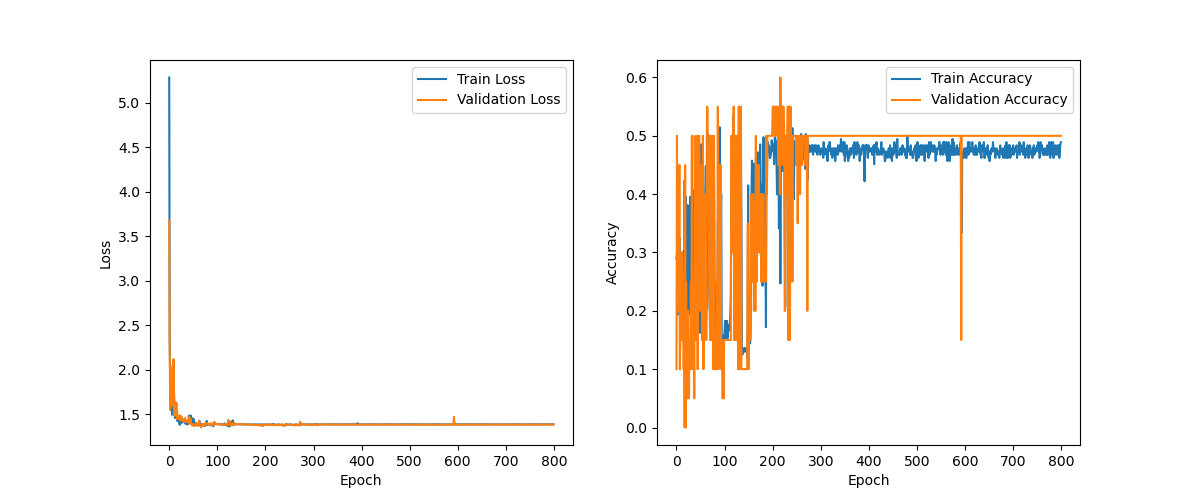 Train Loss
Validation Loss
5.0
4.5
4.0
3.5
3.0
2.5
2.0
1.5
Loss
0 100 200 300 400 500 600 700 800
Epoch
Train Accuracy
Validation Accuracy
0.6
0.5
0.4
0.3
0.2
0.1
0.0
Accuracy
0 100 200 300 400 500 600 700 800
Epoch